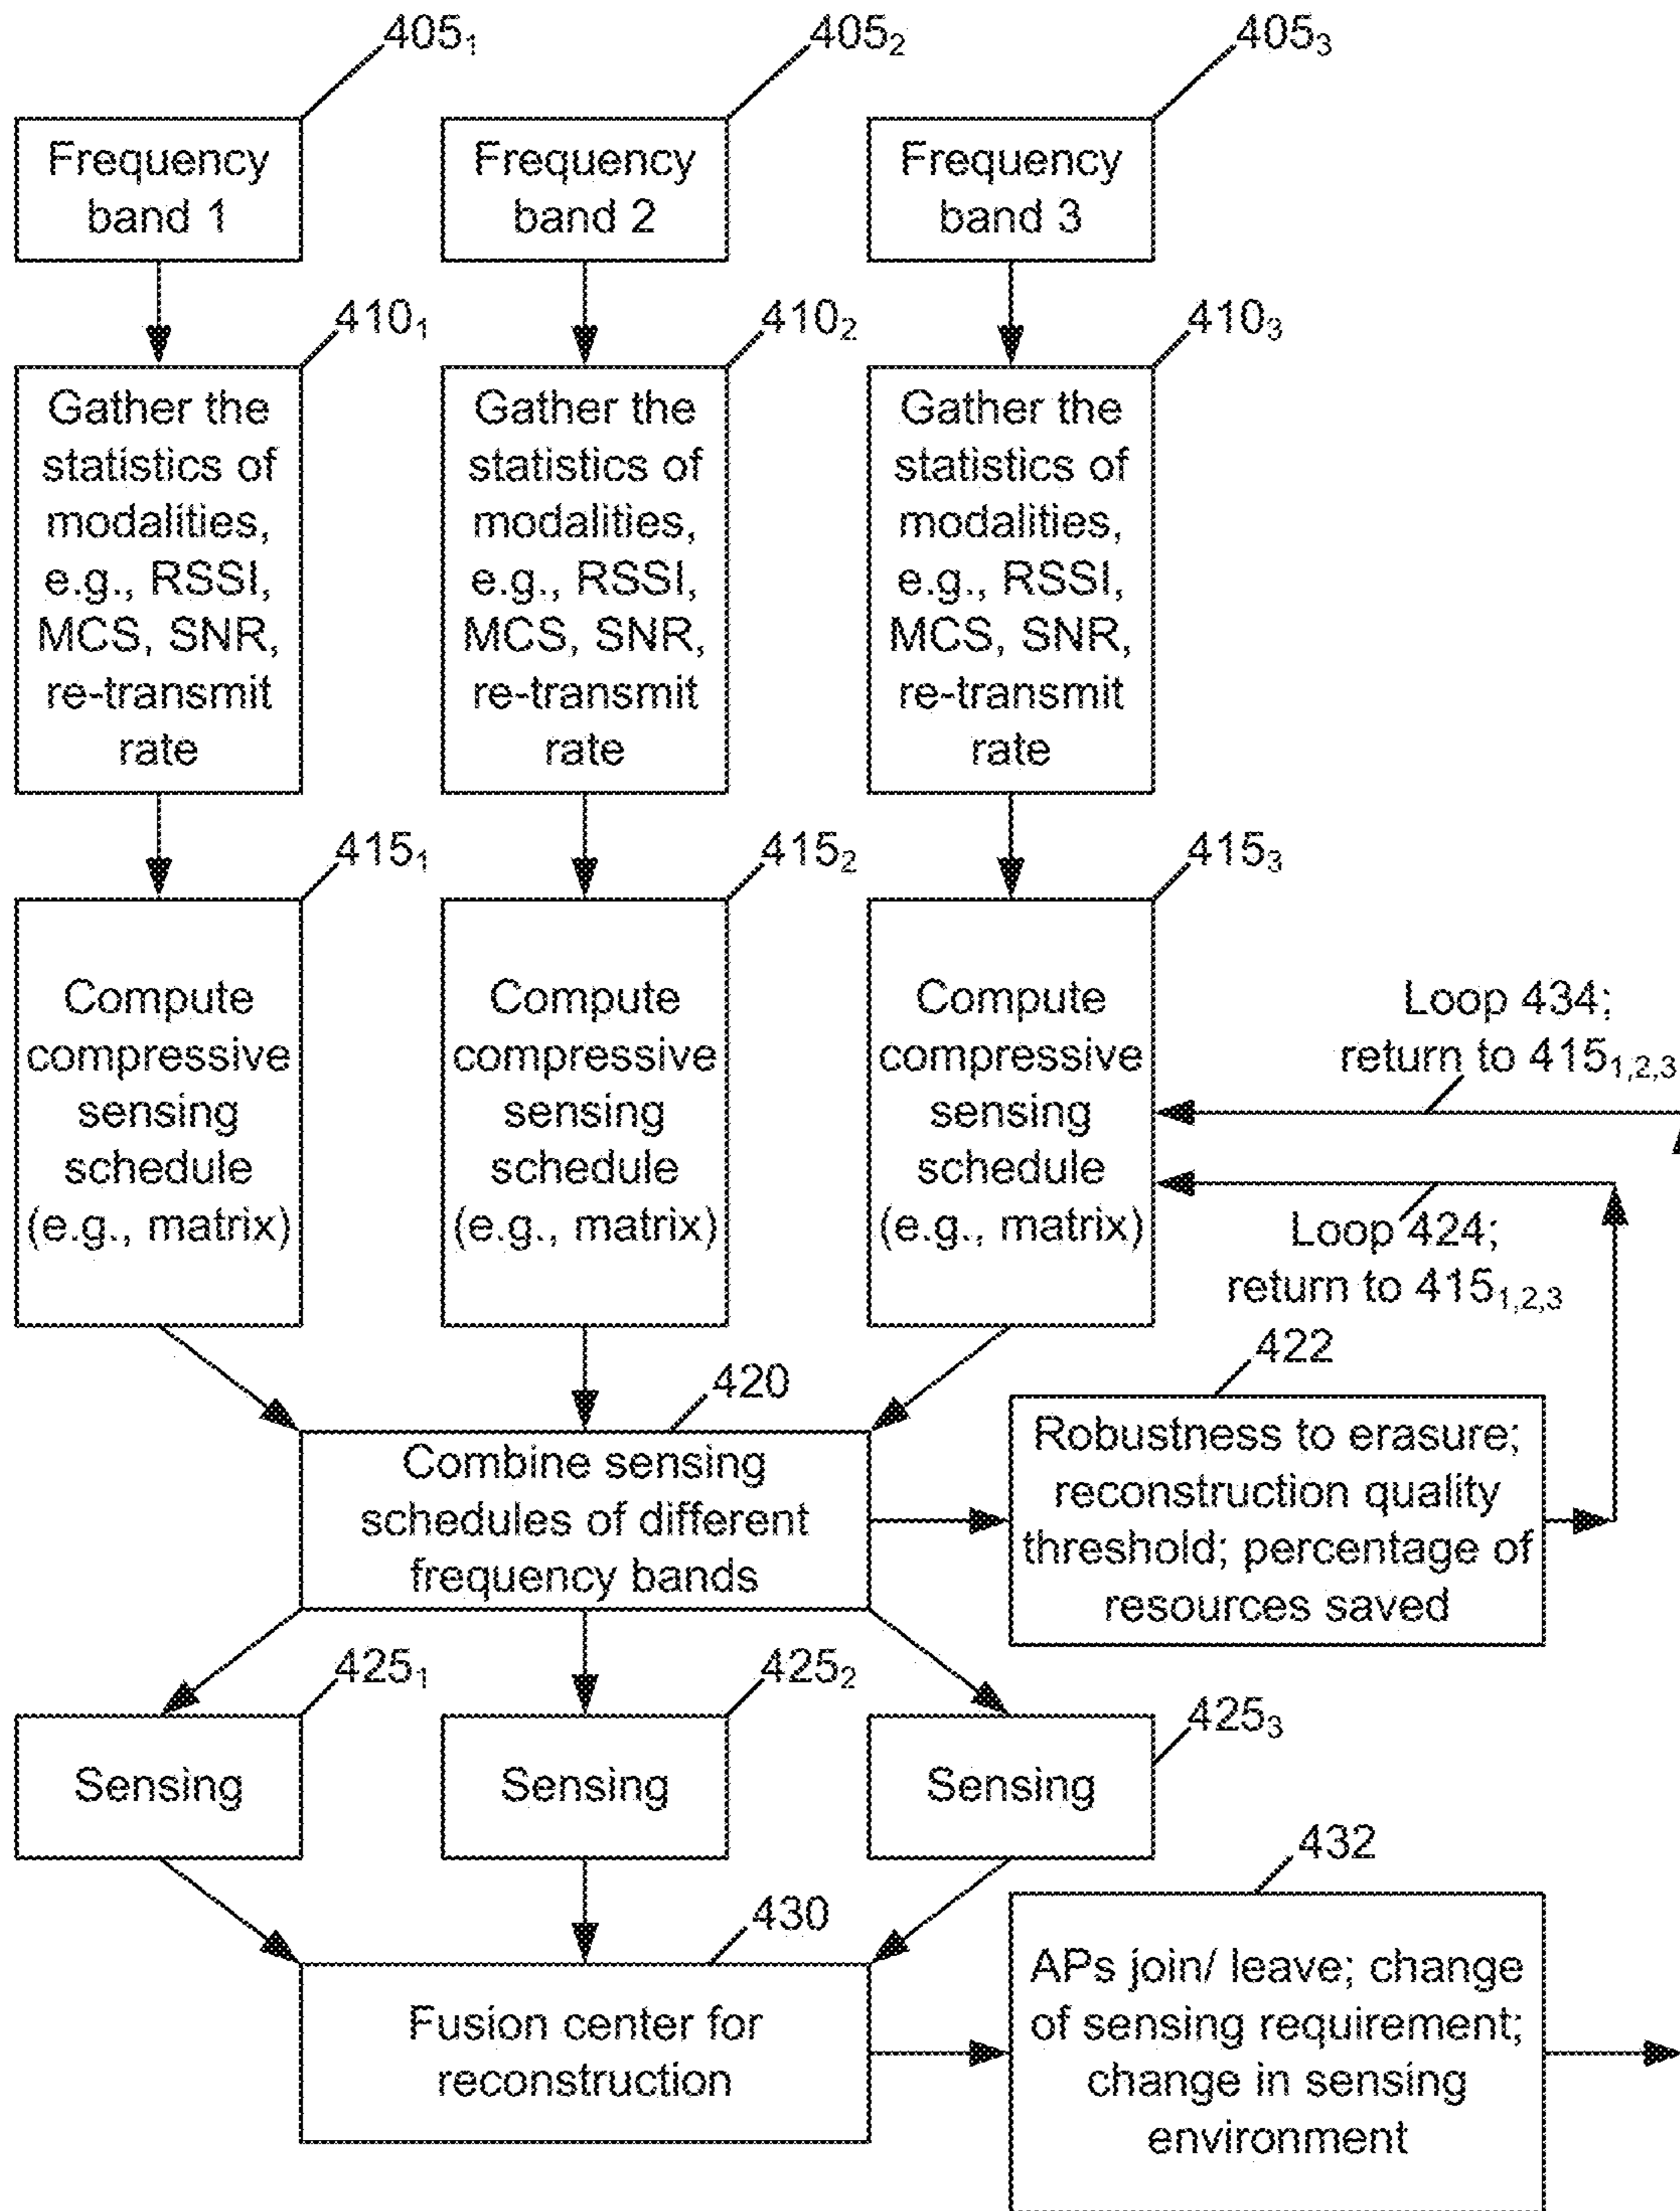 405₁
405₂
405₃
Frequency
band 1
Frequency
band 2
Frequency
band 3
410₁
410₂
410₃
Gather the
statistics of
modalities,
e.g., RSSI,
MCS, SNR,
re-transmit
rate
Gather the
statistics of
modalities,
e.g., RSSI,
MCS, SNR,
re-transmit
rate
Gather the
statistics of
modalities,
e.g., RSSI,
MCS, SNR,
re-transmit
rate
415₁
415₂
415₃
Compute
compressive
sensing
schedule
(e.g., matrix)
Compute
compressive
sensing
schedule
(e.g., matrix)
Compute
compressive
sensing
schedule
(e.g., matrix)
Loop 434;
return to 415₁,₂,₃
Loop 424;
return to 415₁,₂,₃
420
Combine sensing
schedules of different
frequency bands
422
Robustness to erasure;
reconstruction quality
threshold; percentage of
resources saved
425₁
425₂
425₃
Sensing
Sensing
Sensing
430
Fusion center for
reconstruction
432
APs join/ leave; change
of sensing requirement;
change in sensing
environment